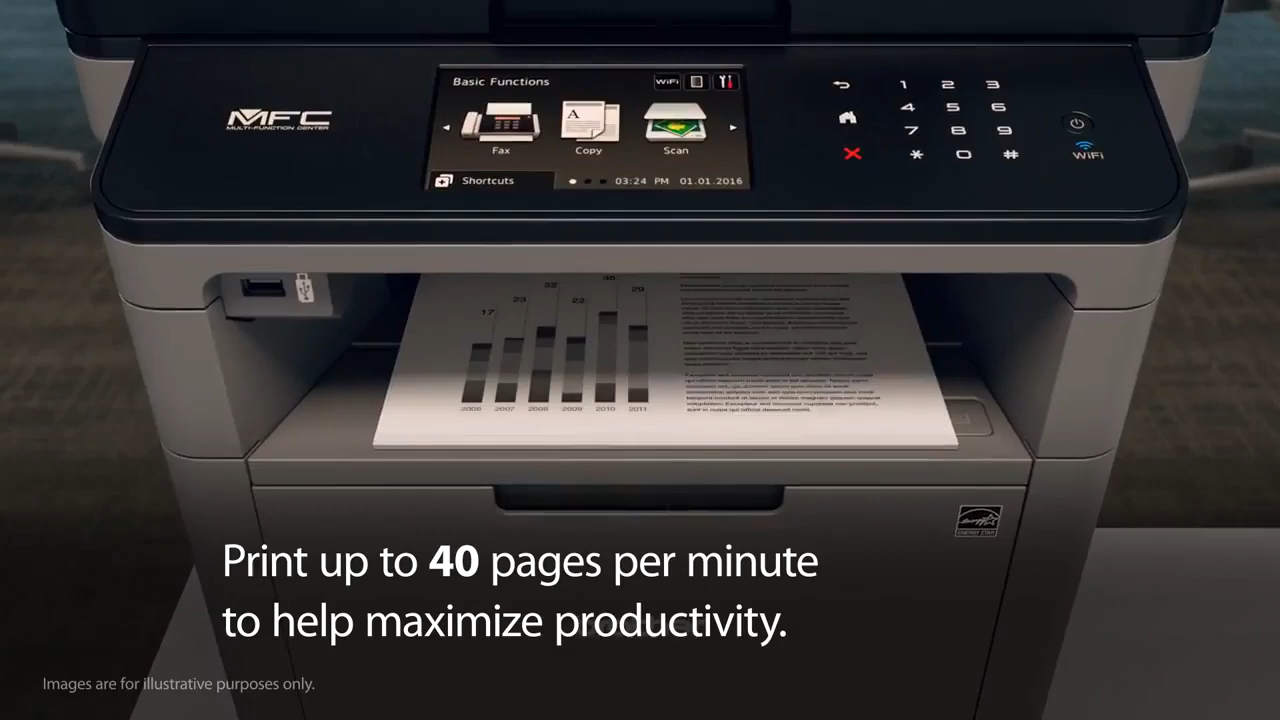 MFC
MULTI-FUNCTION CENTER
Basic Functions
WiFi
Fax
Copy
Scan
Shortcuts
03:24 PM 01.01.2016
1 2 3
4 5 6
7 8 9
* 0 #
WiFi
17
23
32
22
35
29
2006 2007 2008 2009 2010 2011
ENERGY STAR
Print up to 40 pages per minute
to help maximize productivity.
Images are for illustrative purposes only.